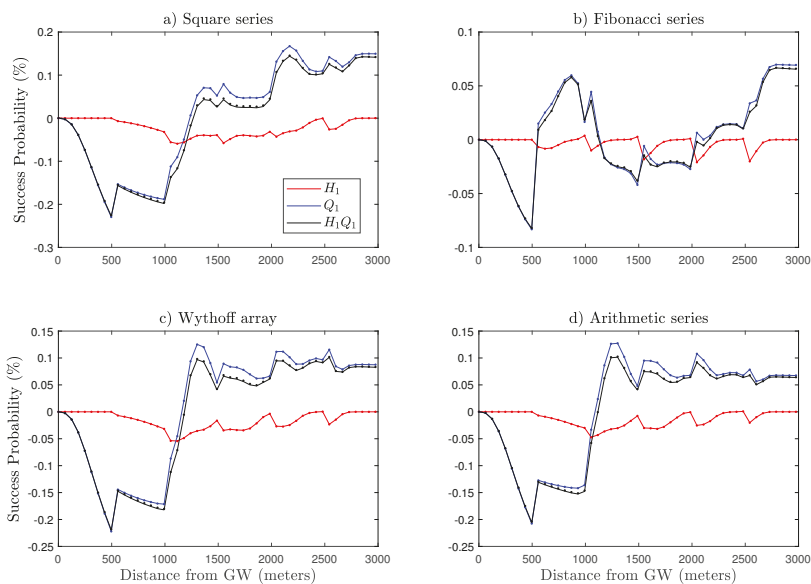 a) Square series
b) Fibonacci series
Success Probability (%)
0.2
0.1
0
-0.1
-0.2
-0.3
H₁
Q₁
H₁Q₁
0 500 1000 1500 2000 2500 3000
0.1
0.05
0
-0.05
-0.1
0 500 1000 1500 2000 2500 3000
c) Wythoff array
d) Arithmetic series
Success Probability (%)
0.15
0.1
0.05
0
-0.05
-0.1
-0.15
-0.2
-0.25
0 500 1000 1500 2000 2500 3000
Distance from GW (meters)
0.15
0.1
0.05
0
-0.05
-0.1
-0.15
-0.2
-0.25
0 500 1000 1500 2000 2500 3000
Distance from GW (meters)